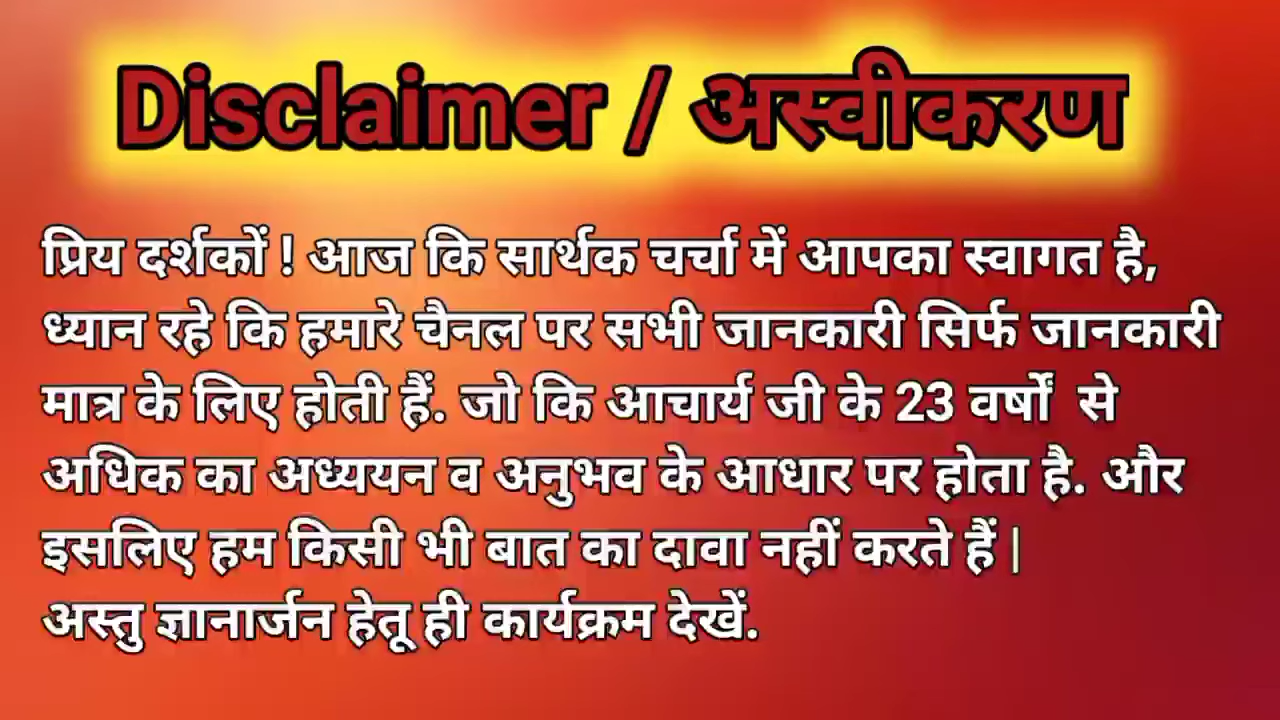 Disclaimer / अस्वीकरण
प्रिय दर्शकों ! आज कि सार्थक चर्चा में आपका स्वागत है,
ध्यान रहे कि हमारे चैनल पर सभी जानकारी सिर्फ जानकारी
मात्र के लिए होती हैं. जो कि आचार्य जी के 23 वर्षों से
अधिक का अध्ययन व अनुभव के आधार पर होता है. और
इसलिए हम किसी भी बात का दावा नहीं करते हैं |
अस्तु ज्ञानार्जन हेतू ही कार्यक्रम देखें.